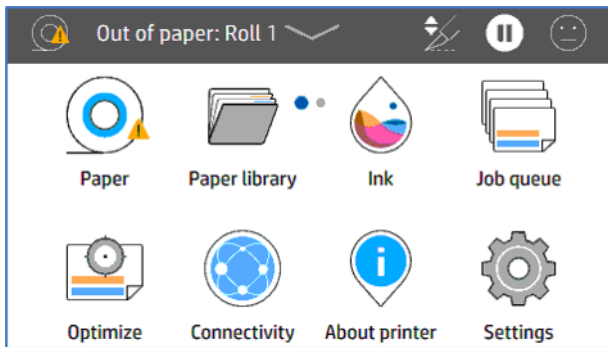 Out of paper: Roll 1
Paper Paper library Ink Job queue
Optimize Connectivity About printer Settings